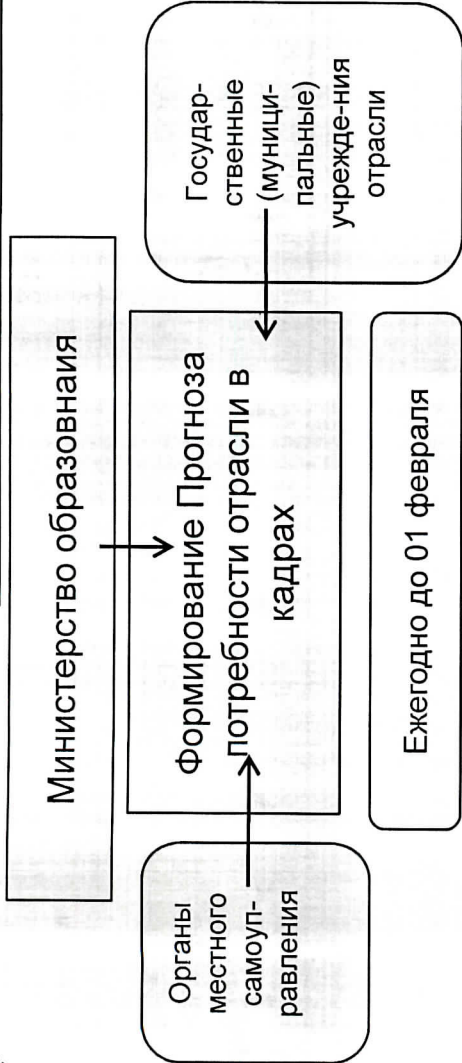 Министерство образовнаия
Органы
местного
самоуп-
равления
Формирование Прогноза
потребности отрасли в
кадрах
Государ-
ственные
(муници-
пальные)
учрежде-ния
отрасли
Ежегодно до 01 февраля